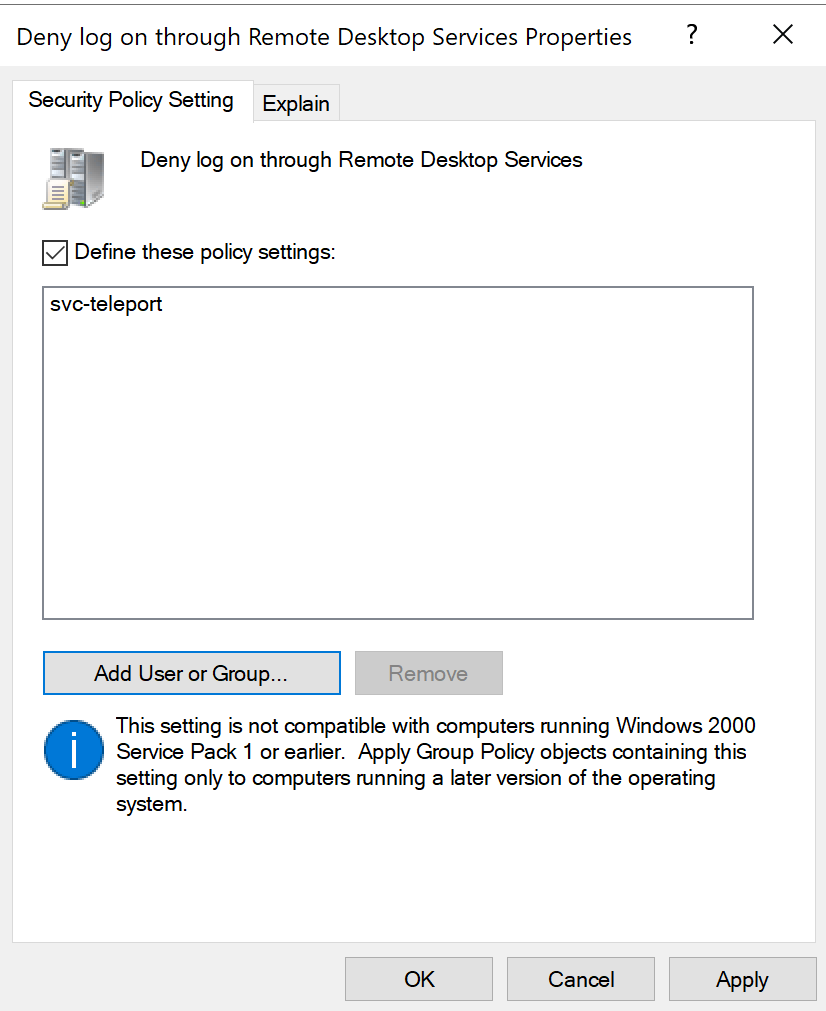 Deny log on through Remote Desktop Services Properties ?
Security Policy Setting
Explain
Deny log on through Remote Desktop Services
Define these policy settings:
svc-teleport
Add User or Group...
Remove
This setting is not compatible with computers running Windows 2000
Service Pack 1 or earlier.  Apply Group Policy objects containing this
setting only to computers running a later version of the operating
system.
OK
Cancel
Apply